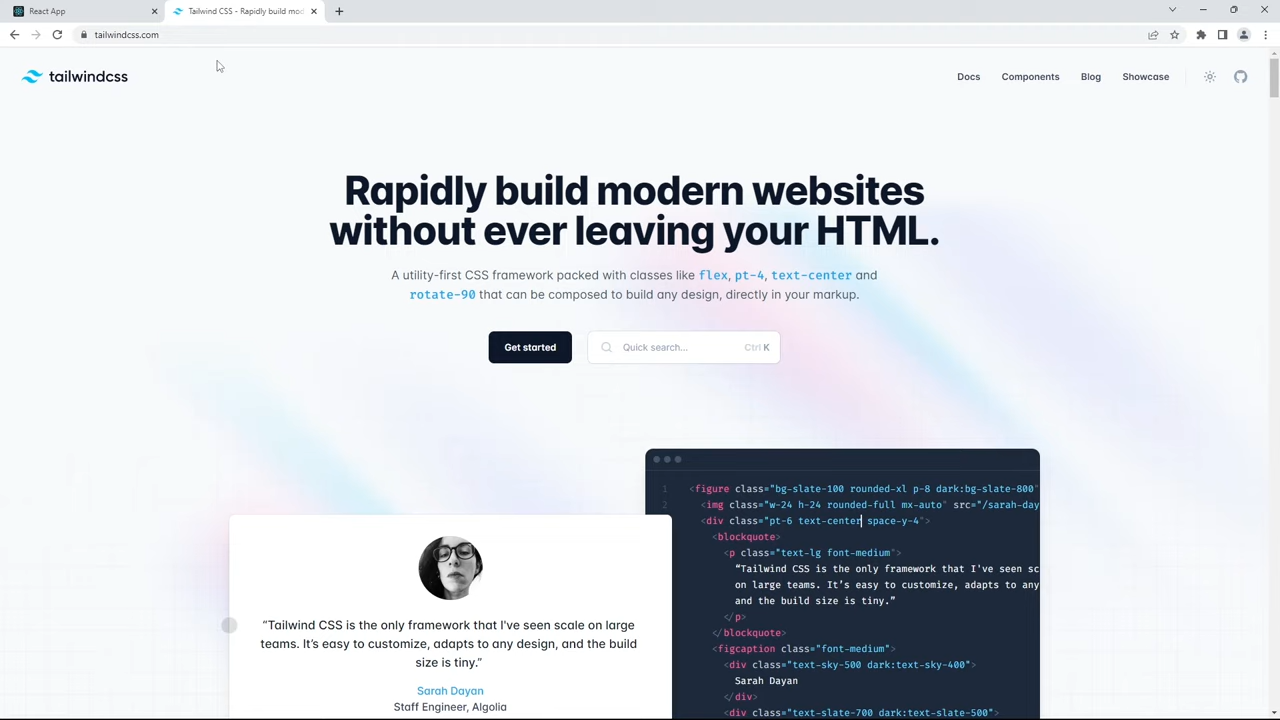 React App
Tailwind CSS - Rapidly build mod
tailwindcss.com
tailwindcss
Docs
Components
Blog
Showcase
Rapidly build modern websites
without ever leaving your HTML.
A utility-first CSS framework packed with classes like flex, pt-4, text-center and
rotate-90 that can be composed to build any design, directly in your markup.
Get started
Quick search...
Ctrl K
1 <figure class="bg-slate-100 rounded-xl p-8 dark:bg-slate-800"
2 <img class="w-24 h-24 rounded-full mx-auto" src="/sarah-day
<div class="pt-6 text-center space-y-4">
<blockquote>
<p class="text-lg font-medium">
“Tailwind CSS is the only framework that I've seen sc
on large teams. It’s easy to customize, adapts to any
and the build size is tiny.”
</p>
</blockquote>
<figcaption class="font-medium">
<div class="text-sky-500 dark:text-sky-400">
Sarah Dayan
</div>
<div class="text-slate-700 dark:text-slate-500">
“Tailwind CSS is the only framework that I've seen scale on large
teams. It’s easy to customize, adapts to any design, and the build
size is tiny.”
Sarah Dayan
Staff Engineer, Algolia